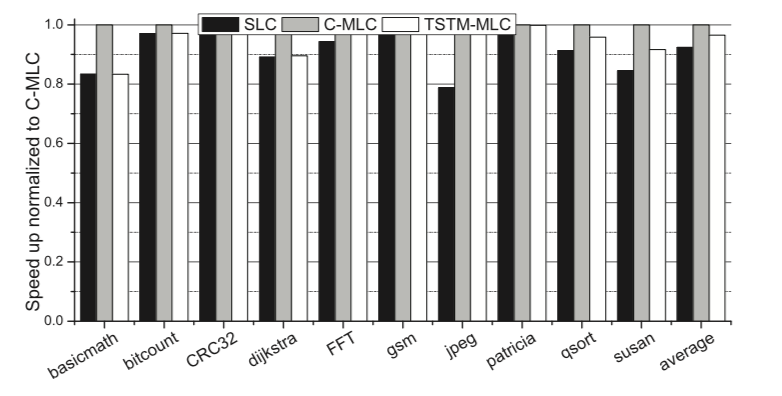 SLC C-MLC TSTM-MLC
Speed up normalized to C-MLC
1.0
0.8
0.6
0.4
0.2
0.0
basicmath bitcount CRC32 dijkstra FFT gsm jpeg patricia qsort susan average